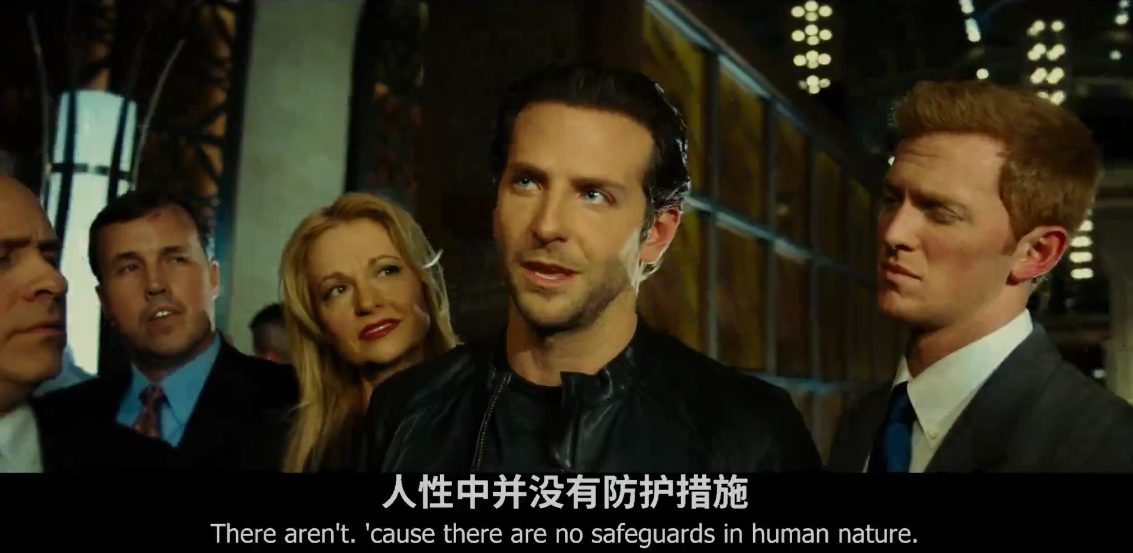 人性中并没有防护措施
There aren't. 'cause there are no safeguards in human nature.